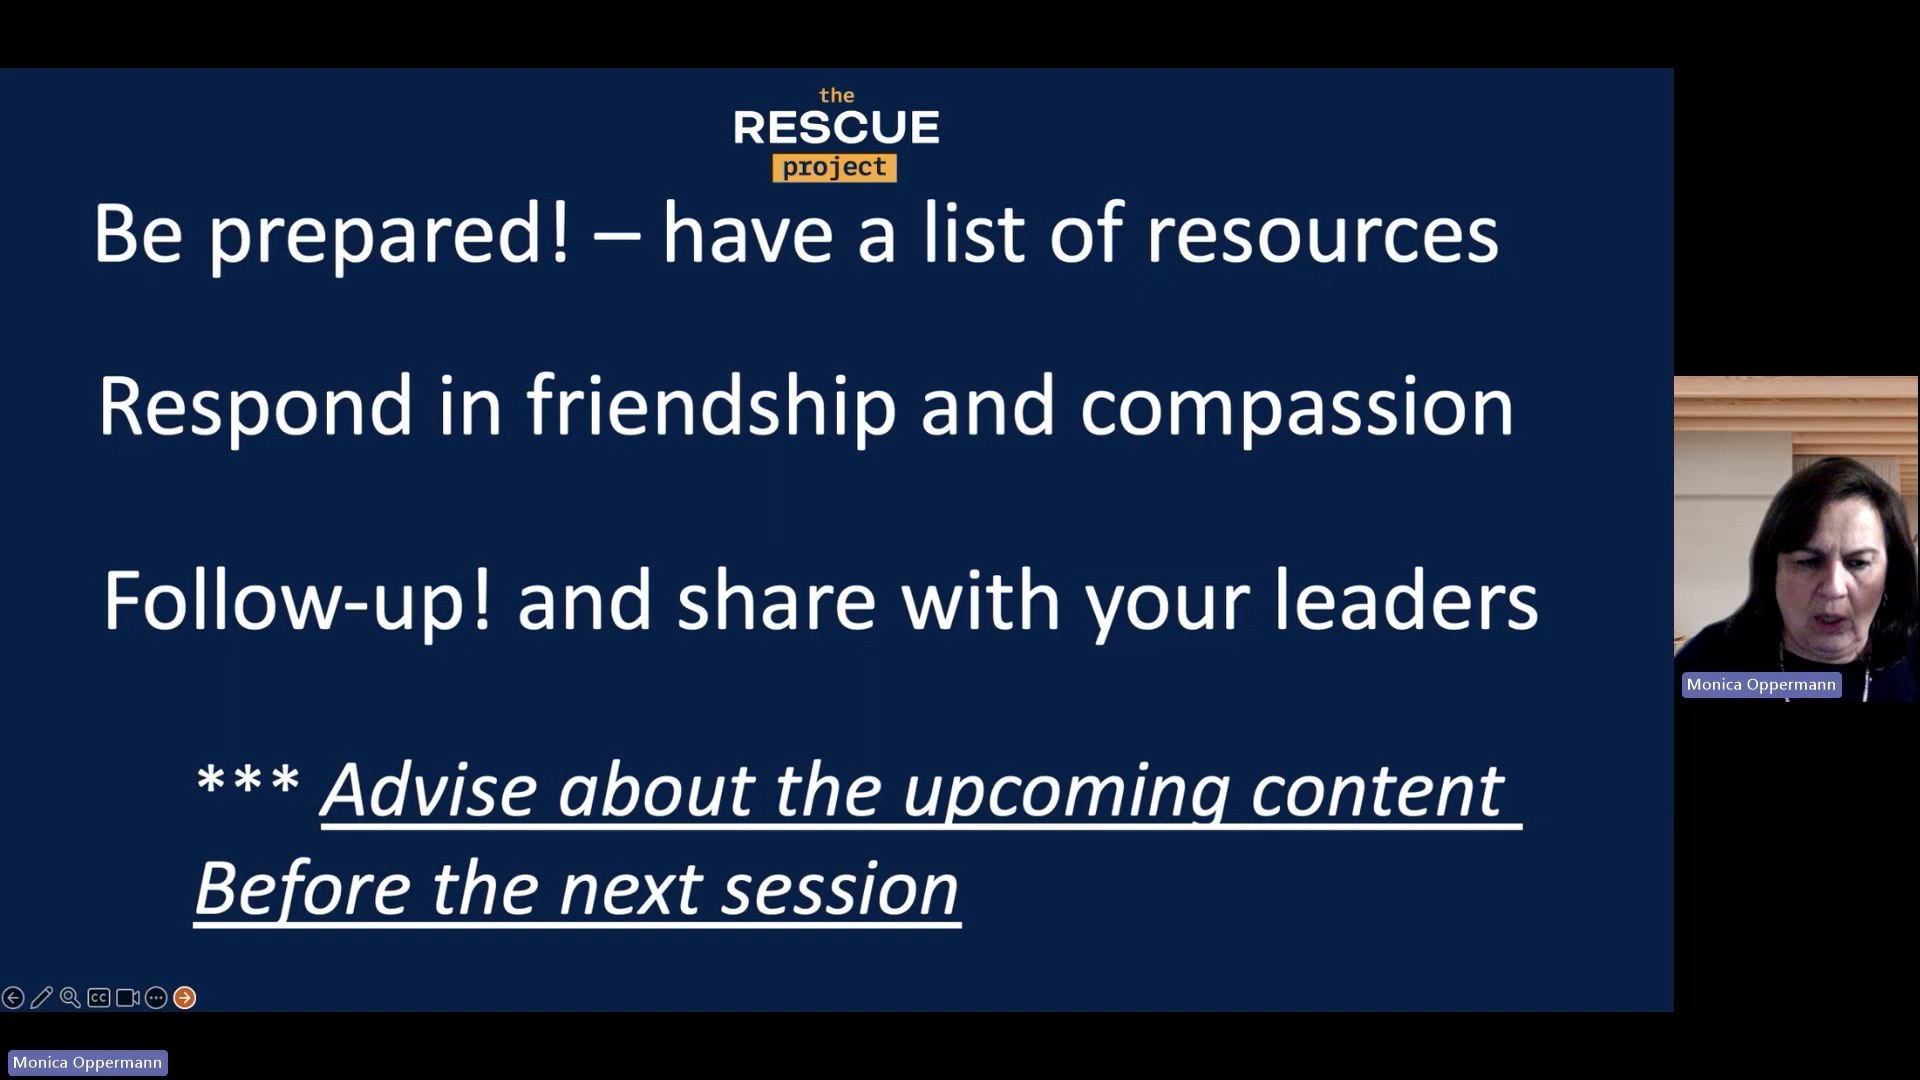 the
RESCUE
project
Be prepared! – have a list of resources
Respond in friendship and compassion
Follow-up! and share with your leaders
*** Advise about the upcoming content
Before the next session
Monica Oppermann
CC
Monica Oppermann